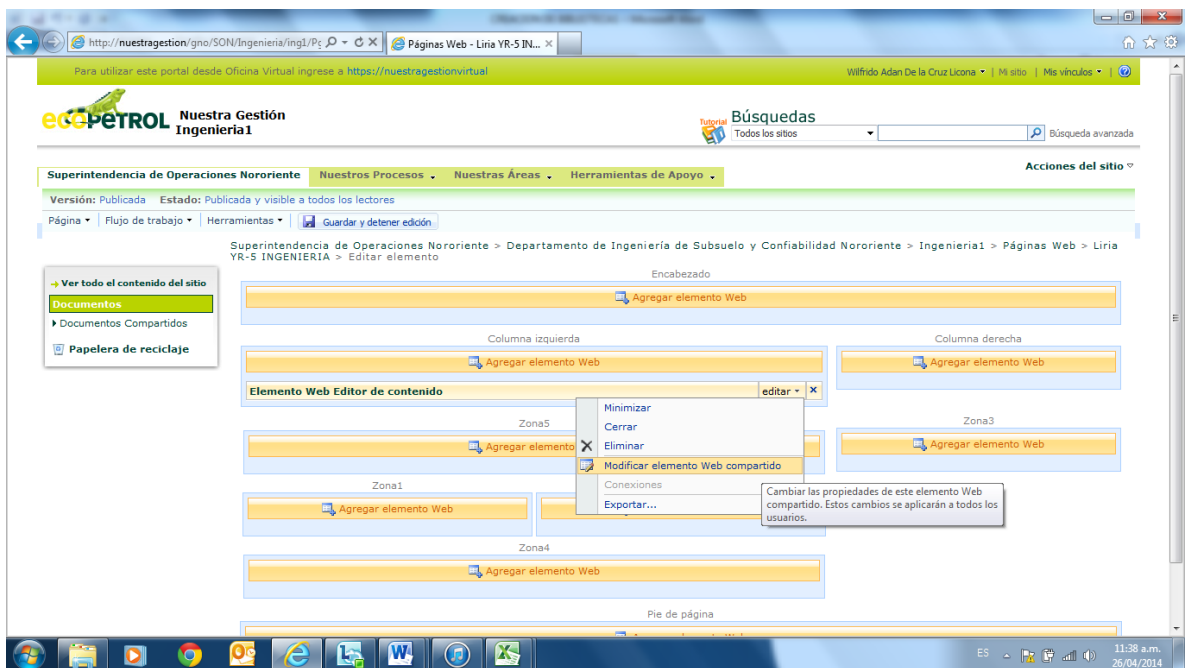 http://nuestragestion/gno/SON/Ingenieria/ing1/Pç
Páginas Web - Liria YR-5 IN...
Para utilizar este portal desde Oficina Virtual ingrese a https://nuestragestionvirtual
Wilfrido Adan De la Cruz Licona | Mi sitio | Mis vínculos |
ecopetrol
Nuestra Gestión
Ingenieria1
Tutorial
Búsquedas
Todos los sitios
Búsqueda avanzada
Acciones del sitio
Superintendencia de Operaciones Nororiente Nuestros Procesos Nuestras Áreas Herramientas de Apoyo
Versión: Publicada Estado: Publicada y visible a todos los lectores
Página Flujo de trabajo Herramientas Guardar y detener edición
Superintendencia de Operaciones Nororiente > Departamento de Ingeniería de Subsuelo y Confiabilidad Nororiente > Ingenieria1 > Páginas Web > Liria
YR-5 INGENIERIA > Editar elemento
Ver todo el contenido del sitio
Documentos
Documentos Compartidos
Papelera de reciclaje
Encabezado
Agregar elemento Web
Columna izquierda
Agregar elemento Web
Elemento Web Editor de contenido editar
Columna derecha
Agregar elemento Web
Minimizar
Cerrar
Eliminar
Modificar elemento Web compartido
Conexiones
Exportar...
Cambiar las propiedades de este elemento Web
compartido. Estos cambios se aplicarán a todos los
usuarios.
Zona5
Agregar elemento
Zona3
Agregar elemento Web
Zona1
Agregar elemento Web
Zona4
Agregar elemento Web
Pie de página
ES
11:38 a.m.
26/04/2014